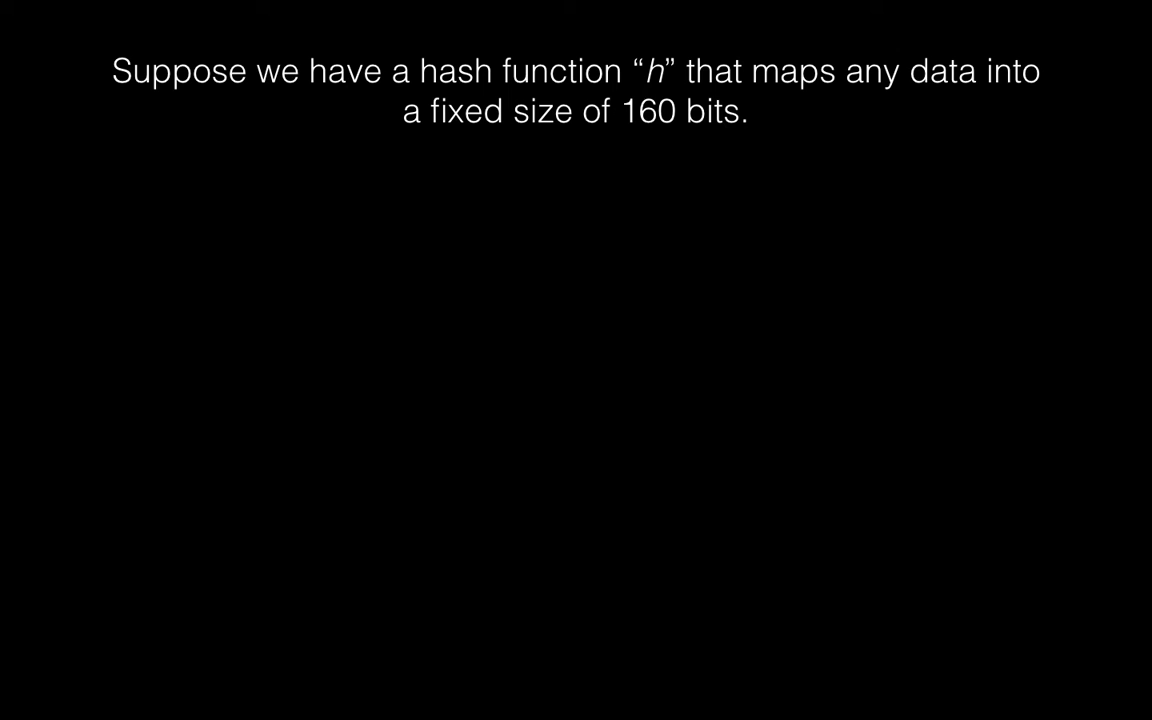 Suppose we have a hash function “h” that maps any data into
a fixed size of 160 bits.